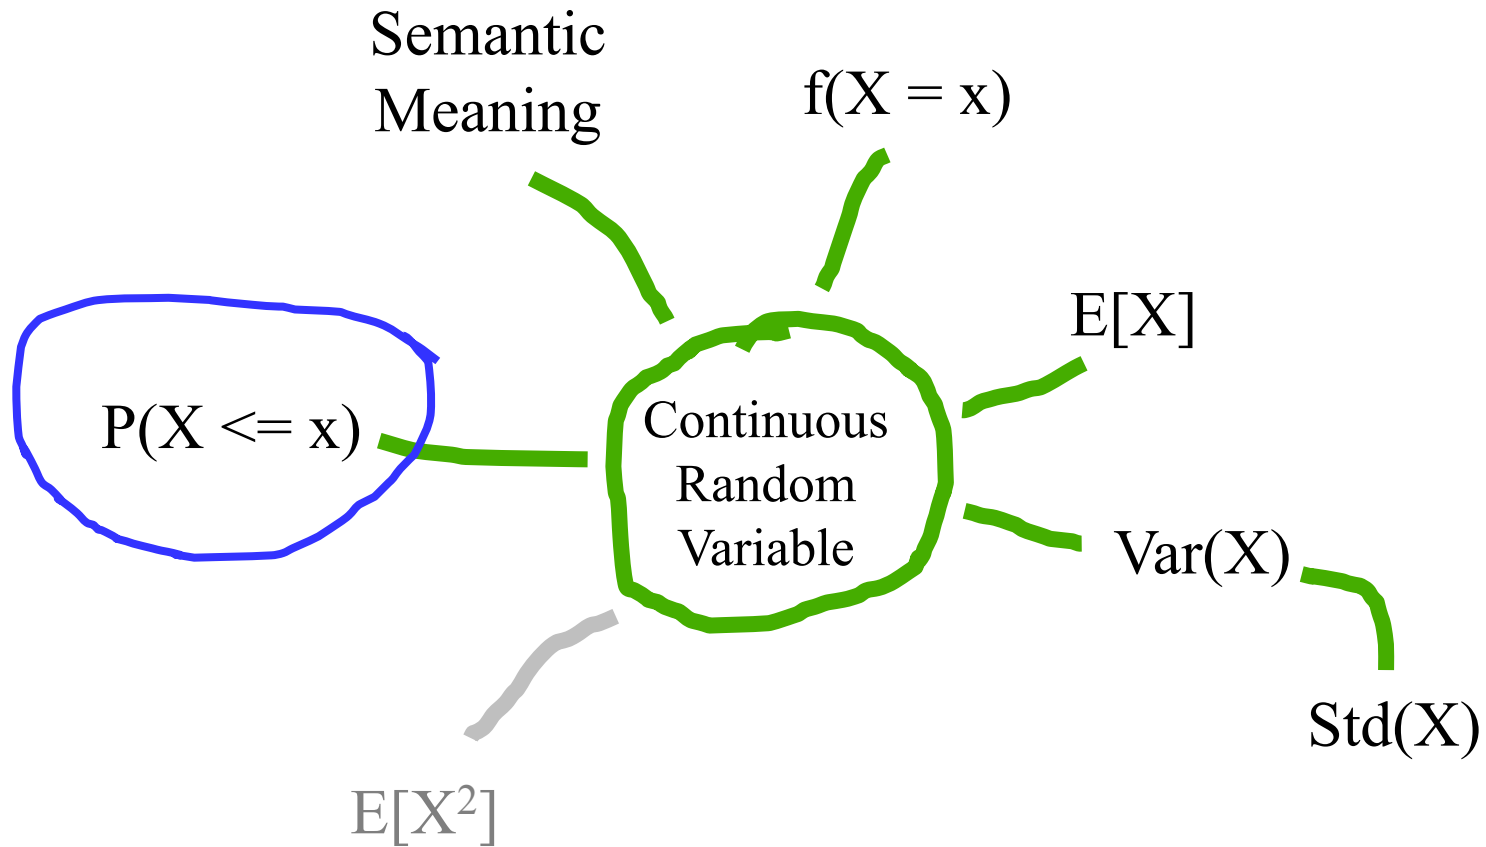 Semantic
Meaning
f(X = x)
E[X]
P(X <= x)
Continuous
Random
Variable
Var(X)
Std(X)
E[X²]